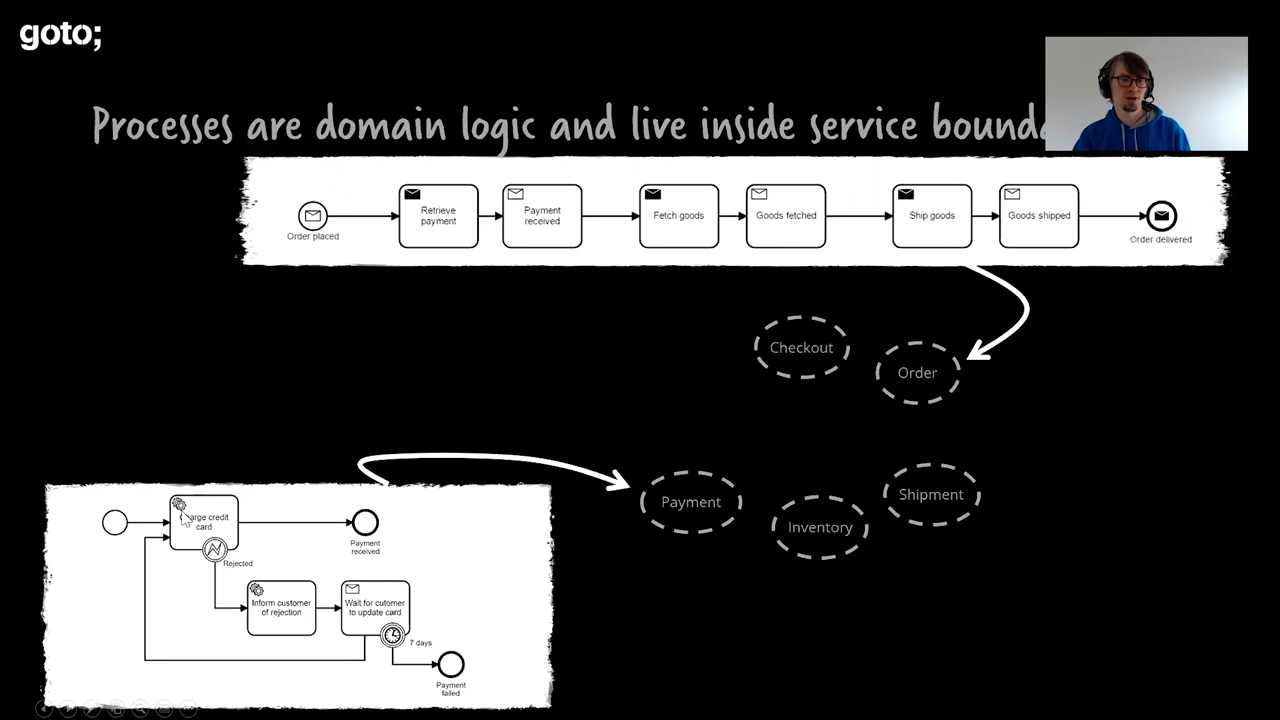 goto;
Processes are domain logic and live inside service
Order placed
Retrieve
payment
Payment
received
Fetch goods
Goods fetched
Ship goods
Goods shipped
Order delivered
Checkout
Order
Payment
Inventory
Shipment
credit
card
Payment
received
Rejected
Inform customer
of rejection
Wait for cutomer
to update card
7 days
Payment
failed